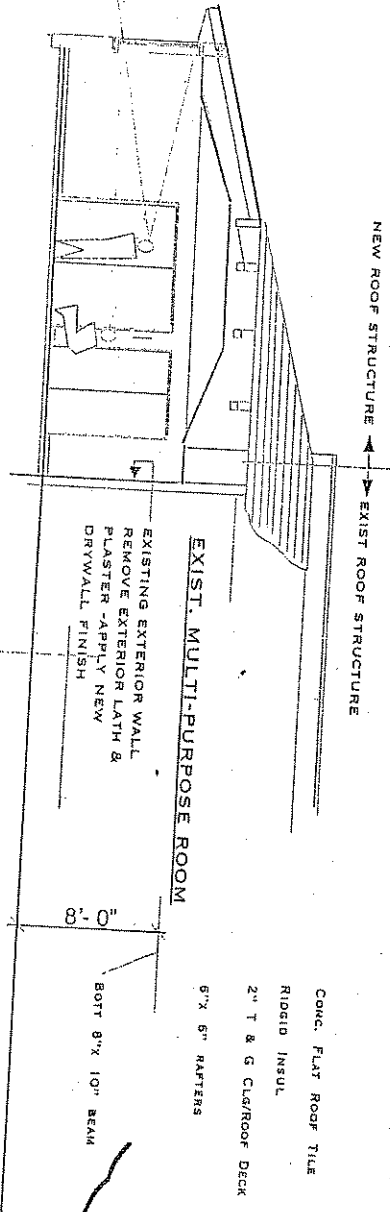 NEW ROOF STRUCTURE
EXIST ROOF STRUCTURE
EXIST. MULTI-PURPOSE ROOM
EXISTING EXTERIOR WALL
REMOVE EXTERIOR LATH &
PLASTER - APPLY NEW
DRYWALL FINISH
8'- 0"
CONC. FLAT ROOF TILE
RIDGID INSUL
2" T & G CLG/ROOF DECK
6"X 6" RAFTERS
BOTT 8"X 10" BEAM